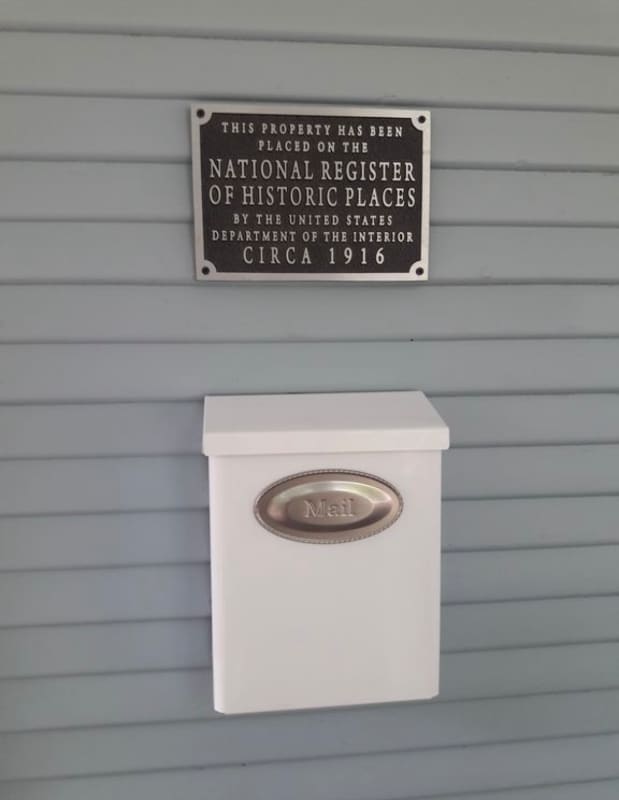 THIS PROPERTY HAS BEEN
PLACED ON THE
NATIONAL REGISTER
OF HISTORIC PLACES
BY THE UNITED STATES
DEPARTMENT OF THE INTERIOR
CIRCA 1916
Mail